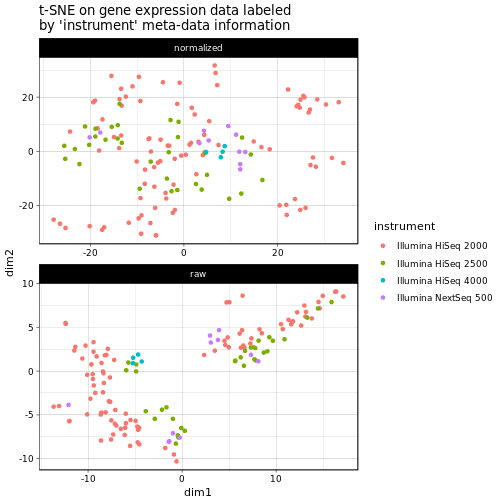 t-SNE on gene expression data labeled
by 'instrument' meta-data information
normalized
20
0
-20
-20
0
20
raw
10
5
0
-5
-10
-10
0
10
dim2
dim1
instrument
Illumina HiSeq 2000
Illumina HiSeq 2500
Illumina HiSeq 4000
Illumina NextSeq 500